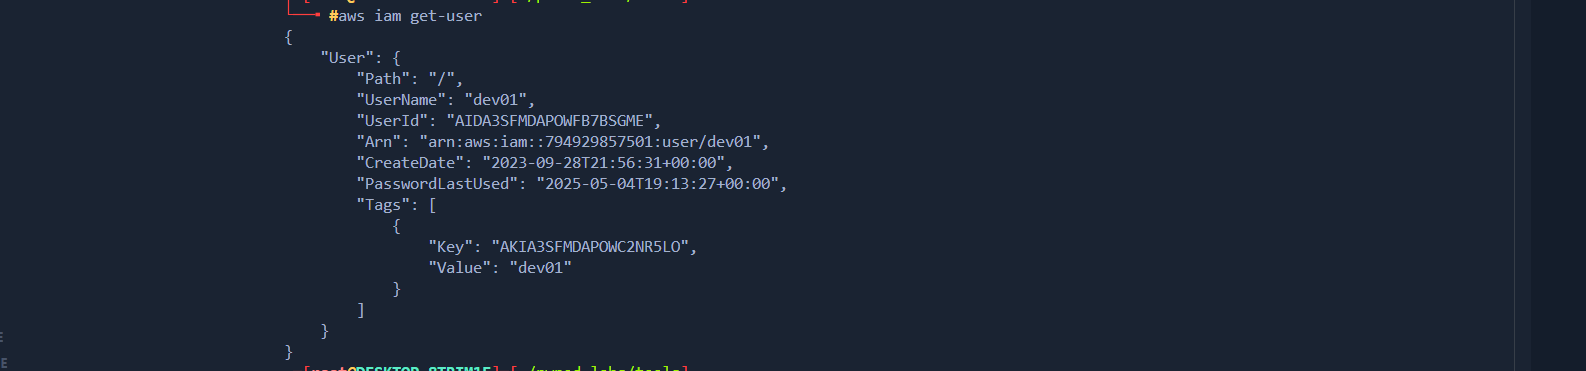 #aws iam get-user
{
    "User": {
        "Path": "/",
        "UserName": "dev01",
        "UserId": "AIDA3SFMDAPOWFB7BSGME",
        "Arn": "arn:aws:iam::794929857501:user/dev01",
        "CreateDate": "2023-09-28T21:56:31+00:00",
        "PasswordLastUsed": "2025-05-04T19:13:27+00:00",
        "Tags": [
            {
                "Key": "AKIA3SFMDAPOWC2NR5LO",
                "Value": "dev01"
            }
        ]
    }
}